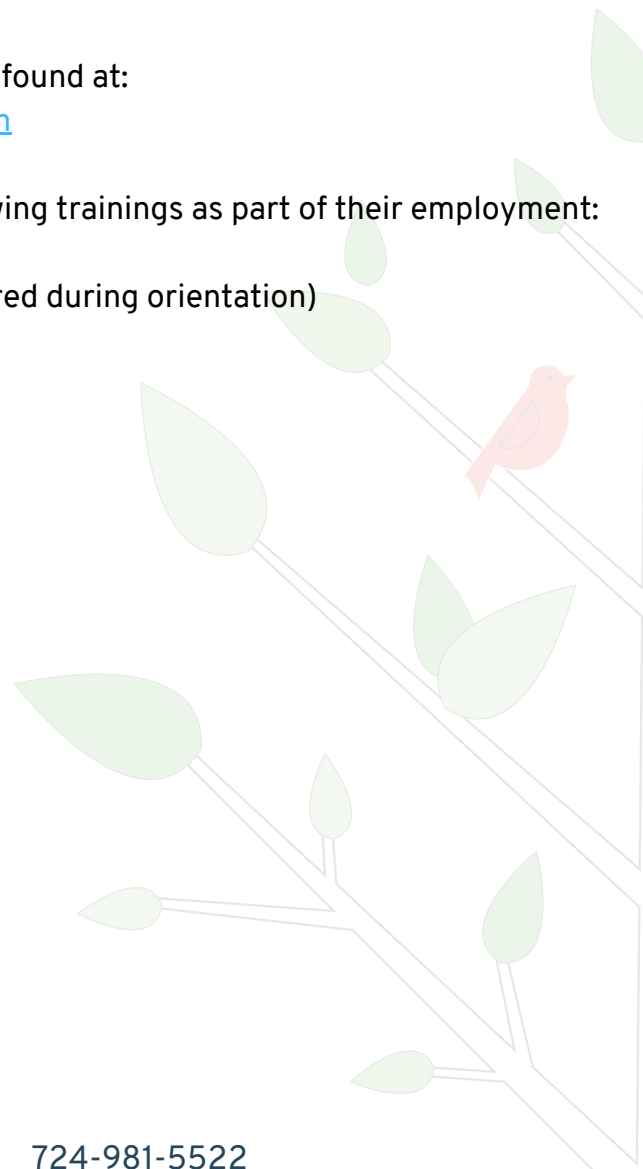 found at:
n
ving trainings as part of their employment:
red during orientation)
724-981-5522